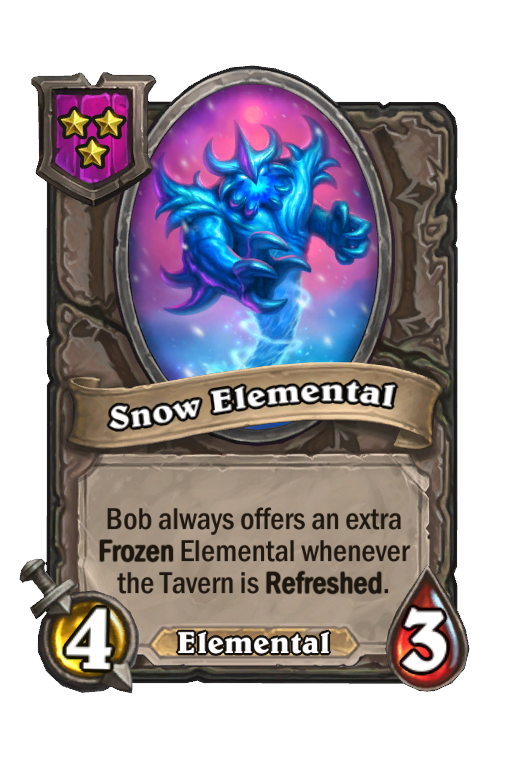 Snow Elemental
Bob always offers an extra
Frozen Elemental whenever
the Tavern is Refreshed.
4
Elemental
3